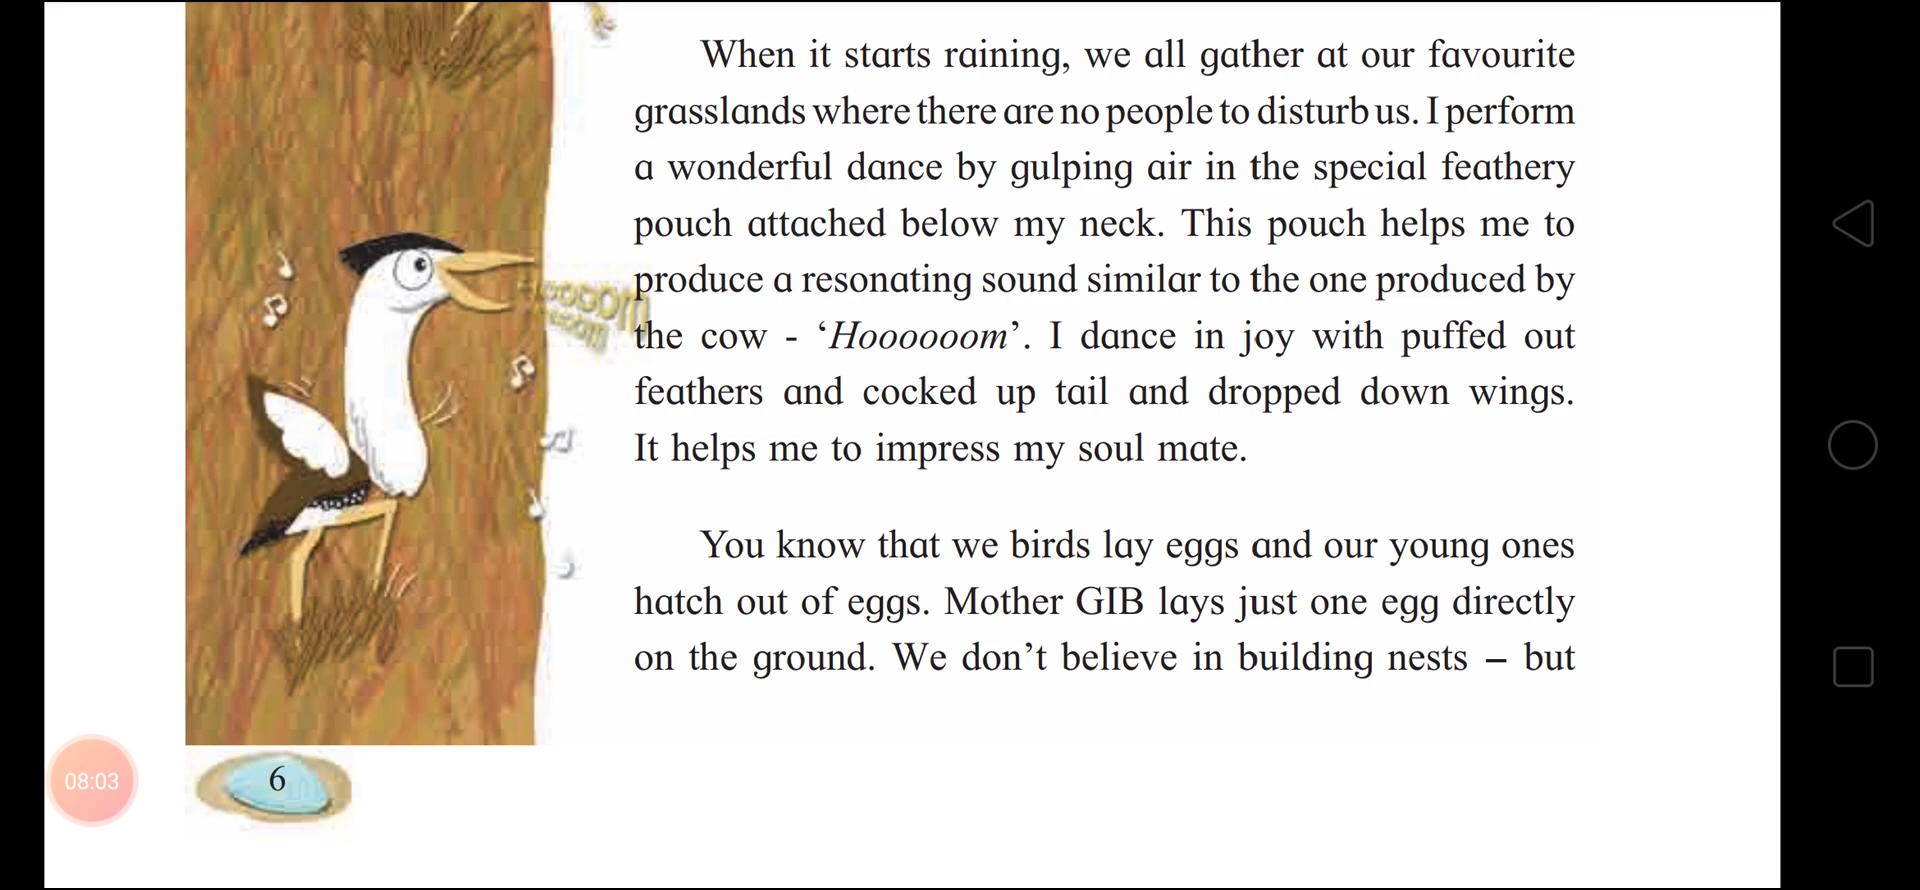 When it starts raining, we all gather at our favourite
grasslands where there are no people to disturb us. I perform
a wonderful dance by gulping air in the special feathery
pouch attached below my neck. This pouch helps me to
produce a resonating sound similar to the one produced by
the cow - ‘Hoooooom’. I dance in joy with puffed out
feathers and cocked up tail and dropped down wings.
It helps me to impress my soul mate.
You know that we birds lay eggs and our young ones
hatch out of eggs. Mother GIB lays just one egg directly
on the ground. We don’t believe in building nests – but
6
08:03